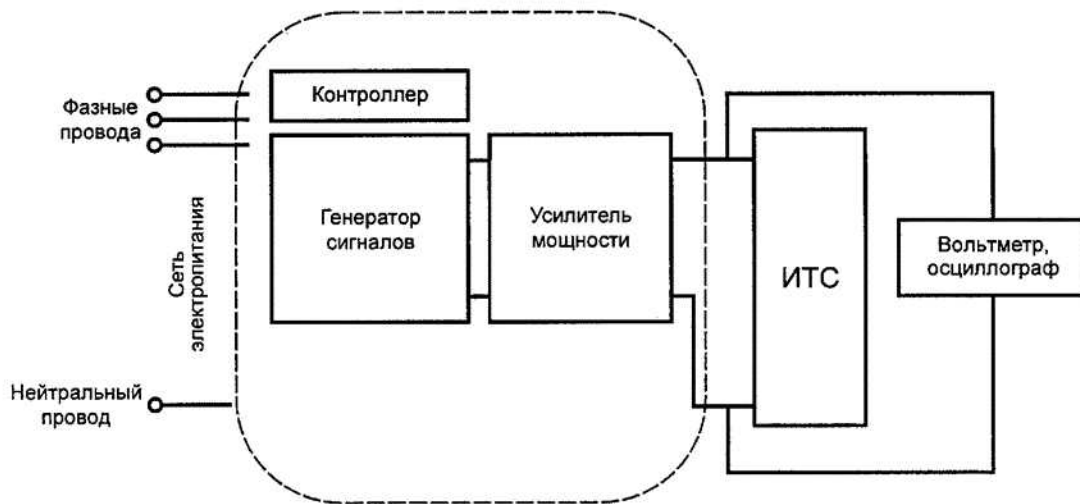 Фазные
провода
Контроллер
Генератор
сигналов
Усилитель
мощности
ИТС
Вольтметр,
осциллограф
Сеть
электропитания
Нейтральный
провод